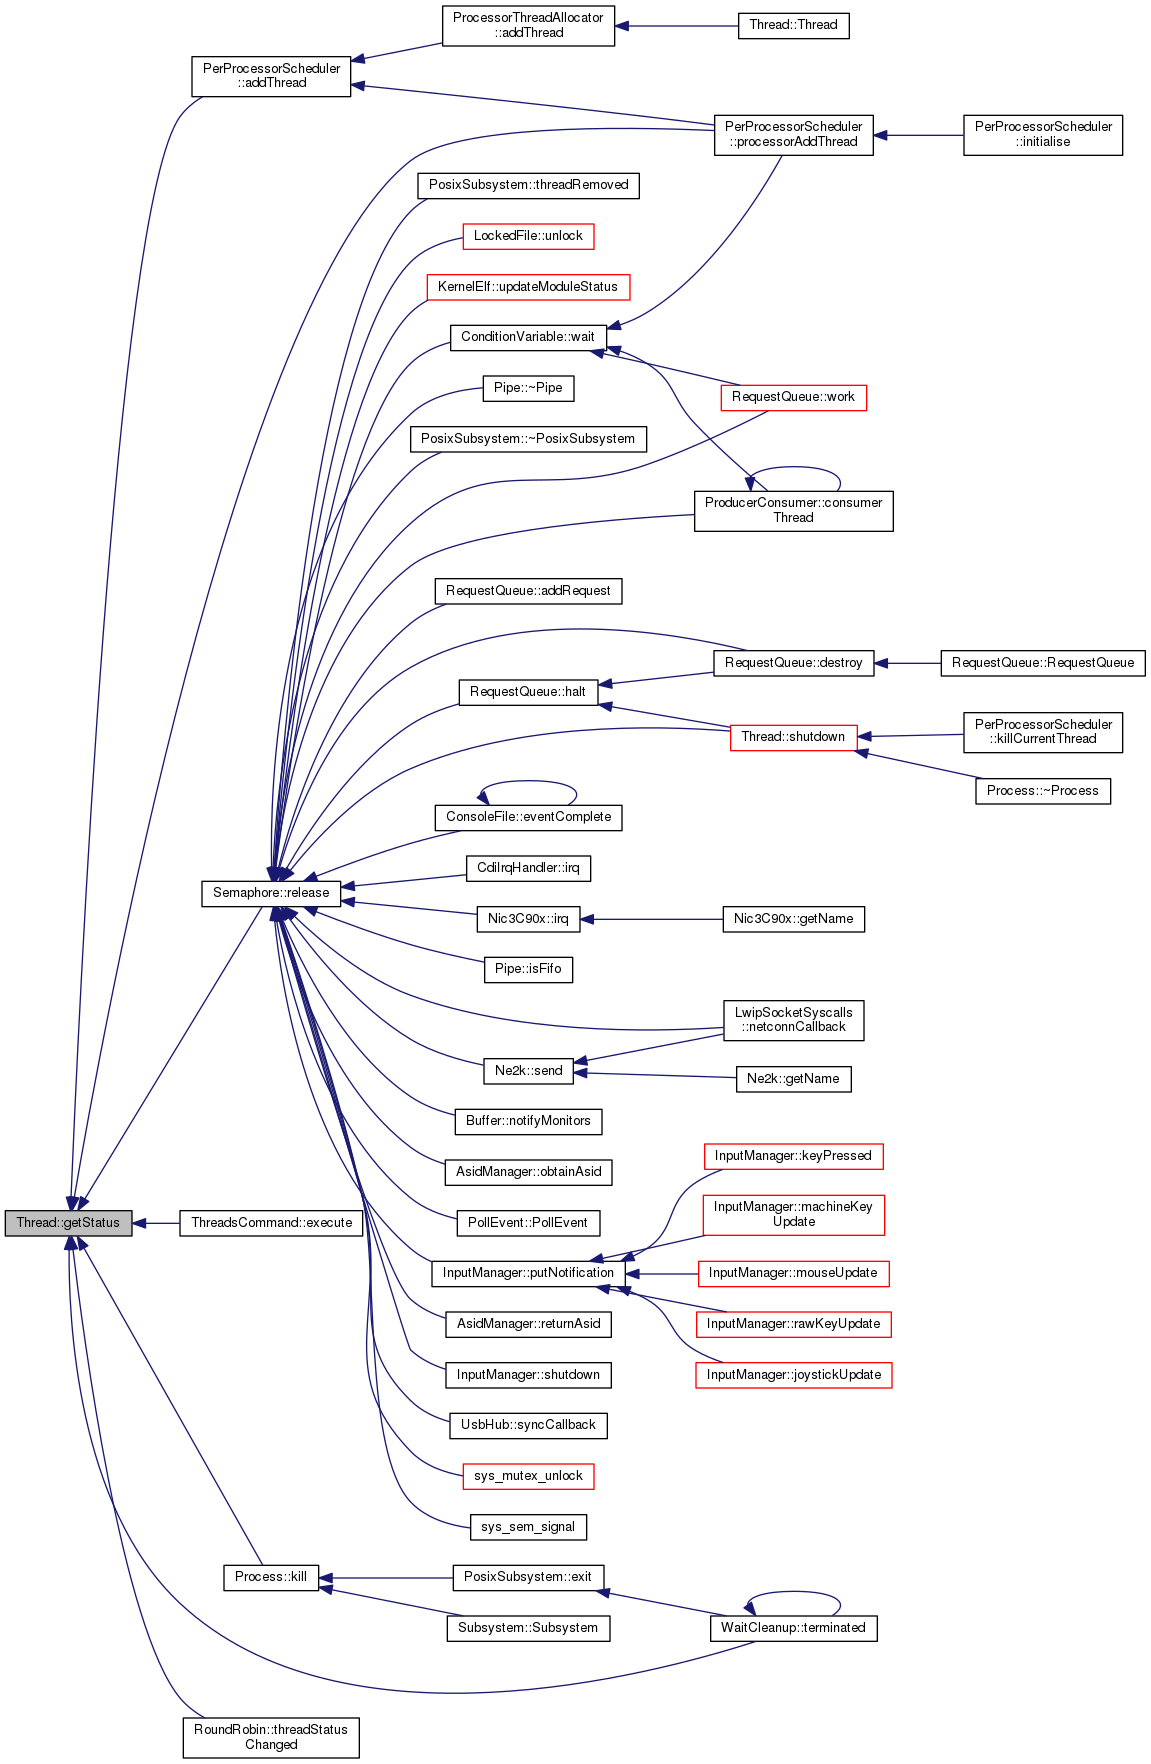 ProcessorThreadAllocator
::addThread
Thread::Thread
PerProcessorScheduler
::addThread
PerProcessorScheduler
::processorAddThread
PerProcessorScheduler
::initialise
PosixSubsystem::threadRemoved
LockedFile::unlock
KernelElf::updateModuleStatus
ConditionVariable::wait
Pipe::~Pipe
RequestQueue::work
PosixSubsystem::~PosixSubsystem
ProducerConsumer::consumer
Thread
RequestQueue::addRequest
RequestQueue::destroy
RequestQueue::RequestQueue
RequestQueue::halt
Thread::shutdown
PerProcessorScheduler
::killCurrentThread
Process::~Process
ConsoleFile::eventComplete
CdiIrqHandler::irq
Semaphore::release
Nic3C90x::irq
Nic3C90x::getName
Pipe::isFifo
LwipSocketSyscalls
::netconnCallback
Ne2k::send
Ne2k::getName
Buffer::notifyMonitors
InputManager::keyPressed
AsidManager::obtainAsid
InputManager::machineKey
Update
Thread::getStatus
ThreadsCommand::execute
PollEvent::PollEvent
InputManager::putNotification
InputManager::mouseUpdate
AsidManager::returnAsid
InputManager::rawKeyUpdate
InputManager::shutdown
InputManager::joystickUpdate
UsbHub::syncCallback
sys_mutex_unlock
sys_sem_signal
Process::kill
PosixSubsystem::exit
Subsystem::Subsystem
WaitCleanup::terminated
RoundRobin::threadStatus
Changed